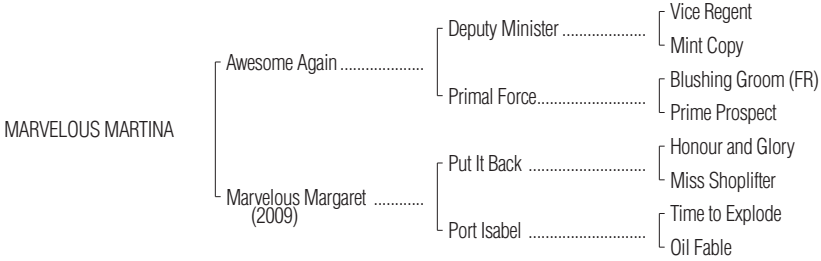 Vice Regent
Deputy Minister ....................
Mint Copy
Awesome Again ....................
Blushing Groom (FR)
Primal Force..........................
Prime Prospect
MARVELOUS MARTINA
Honour and Glory
Put It Back ............................
Miss Shoplifter
Marvelous Margaret ............
(2009)
Time to Explode
Port Isabel ............................
Oil Fable